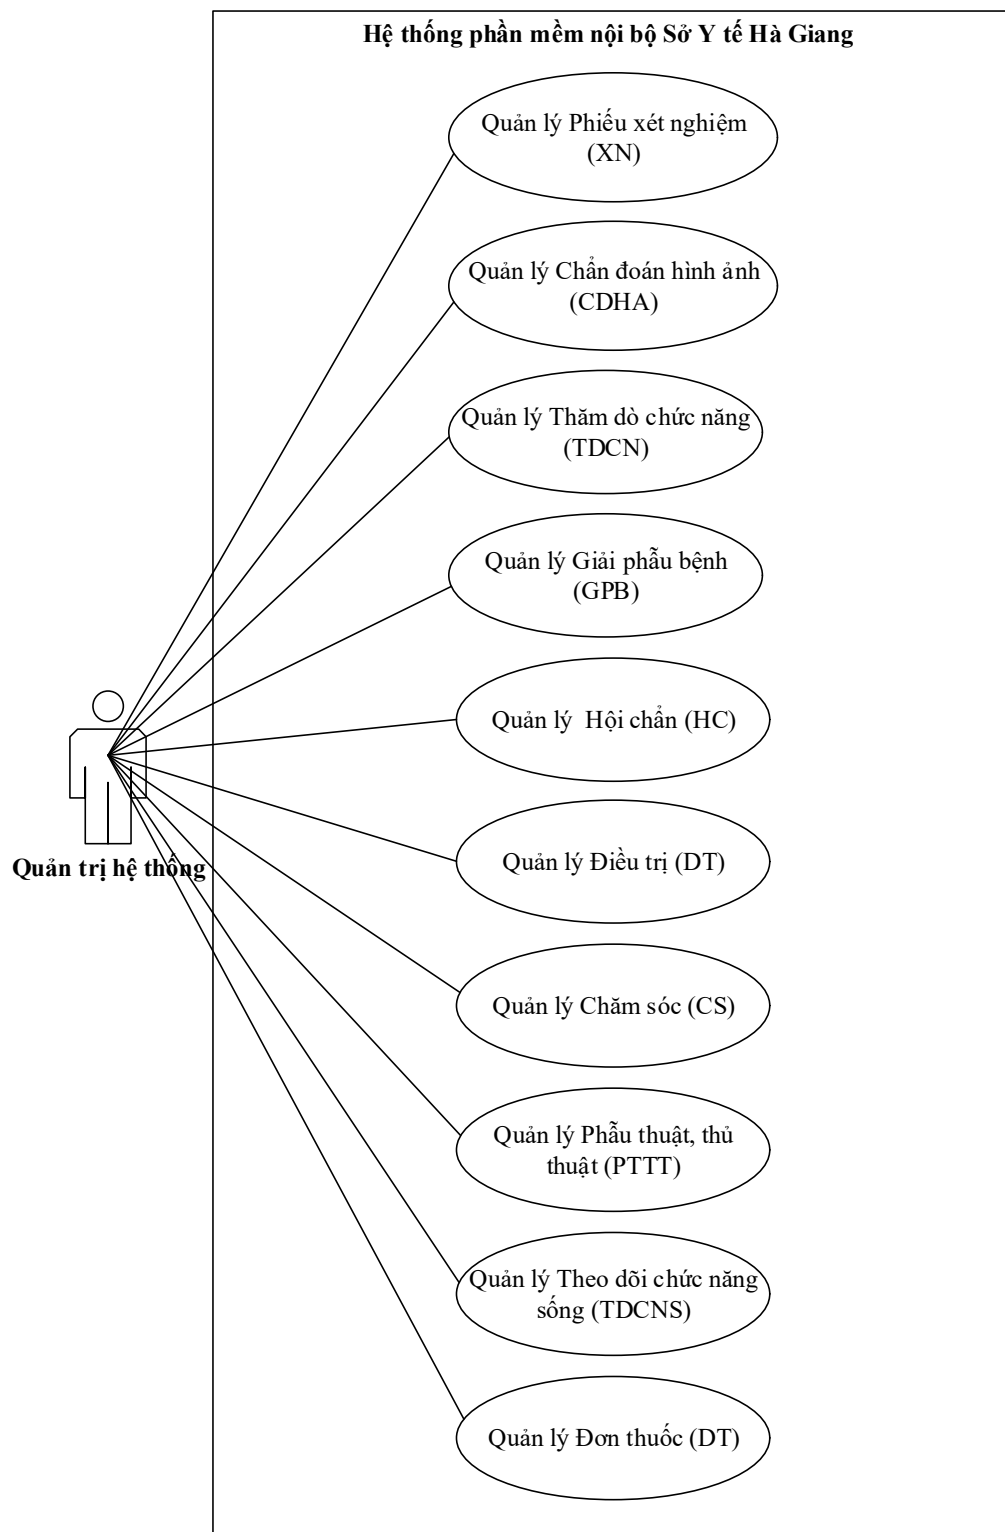 Hệ thống phần mềm nội bộ Sở Y tế Hà Giang
Quản lý Phiếu xét nghiệm
(XN)
Quản lý Chẩn đoán hình ảnh
(CDHA)
Quản lý Thăm dò chức năng
(TDCN)
Quản lý Giải phẫu bệnh
(GPB)
Quản lý Hội chẩn (HC)
Quản trị hệ thống
Quản lý Điều trị (DT)
Quản lý Chăm sóc (CS)
Quản lý Phẫu thuật, thủ
thuật (PTTT)
Quản lý Theo dõi chức năng
sống (TDCNS)
Quản lý Đơn thuốc (DT)